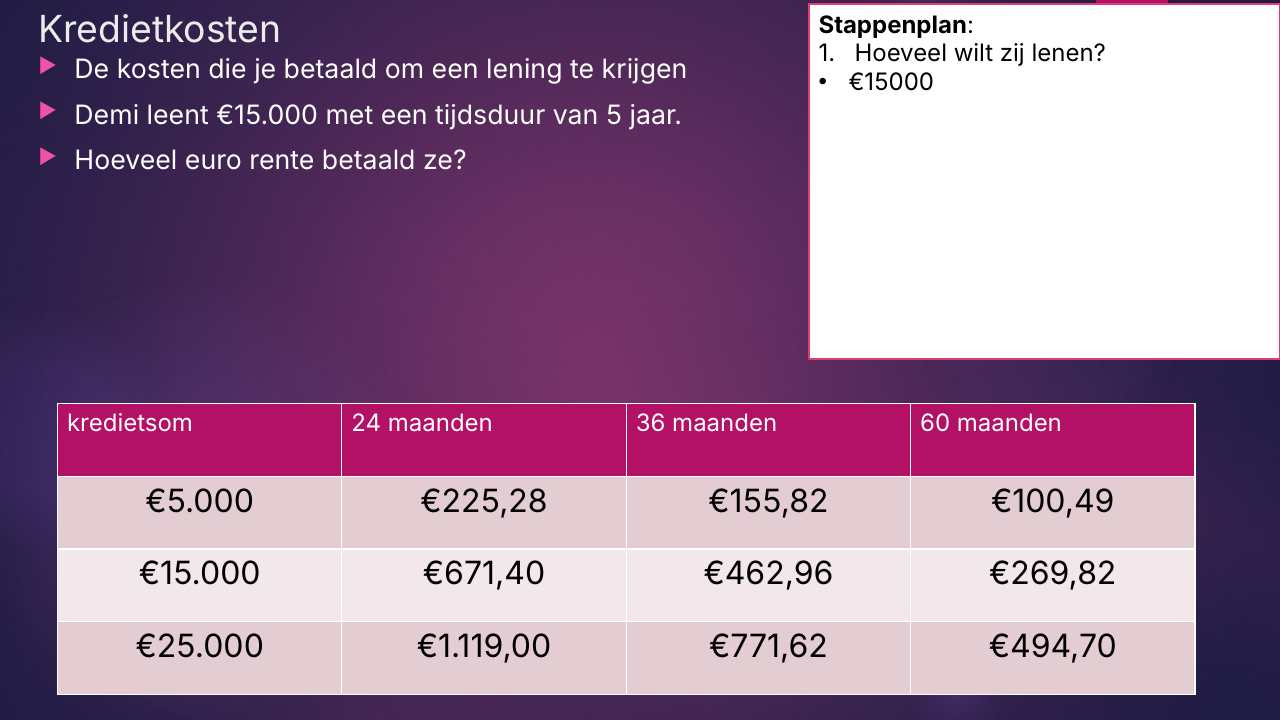 Kredietkosten
De kosten die je betaald om een lening te krijgen
Demi leent €15.000 met een tijdsduur van 5 jaar.
Hoeveel euro rente betaald ze?
Stappenplan:
1. Hoeveel wilt zij lenen?
• €15000
kredietsom 24 maanden 36 maanden 60 maanden
€5.000 €225,28 €155,82 €100,49
€15.000 €671,40 €462,96 €269,82
€25.000 €1.119,00 €771,62 €494,70